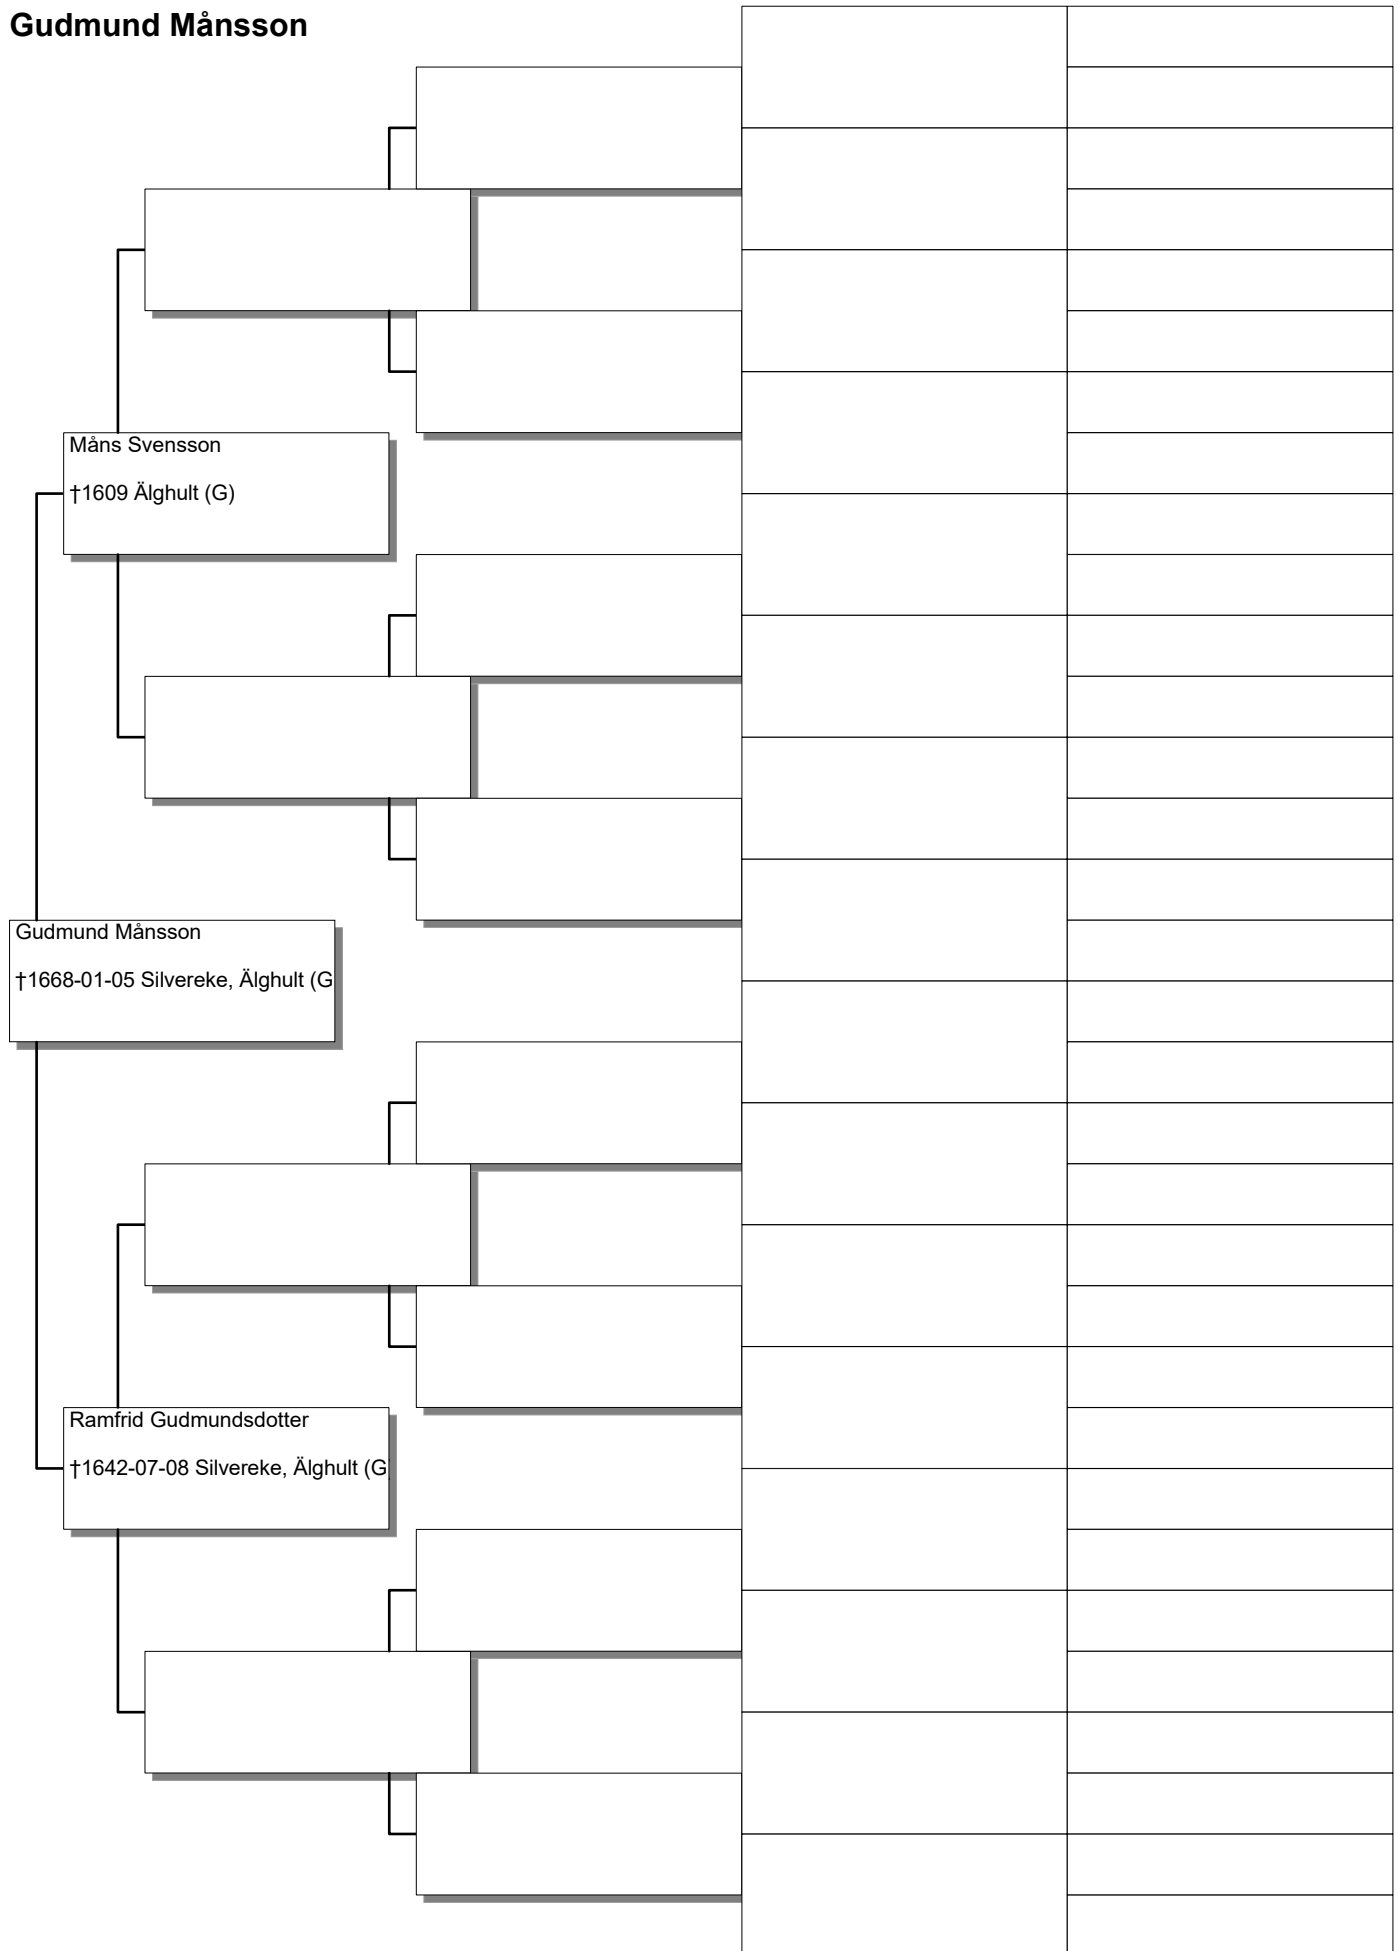 Gudmund Månsson
Måns Svensson
†1609 Älghult (G)
Gudmund Månsson
†1668-01-05 Silvereke, Älghult (G
Ramfrid Gudmundsdotter
†1642-07-08 Silvereke, Älghult (G